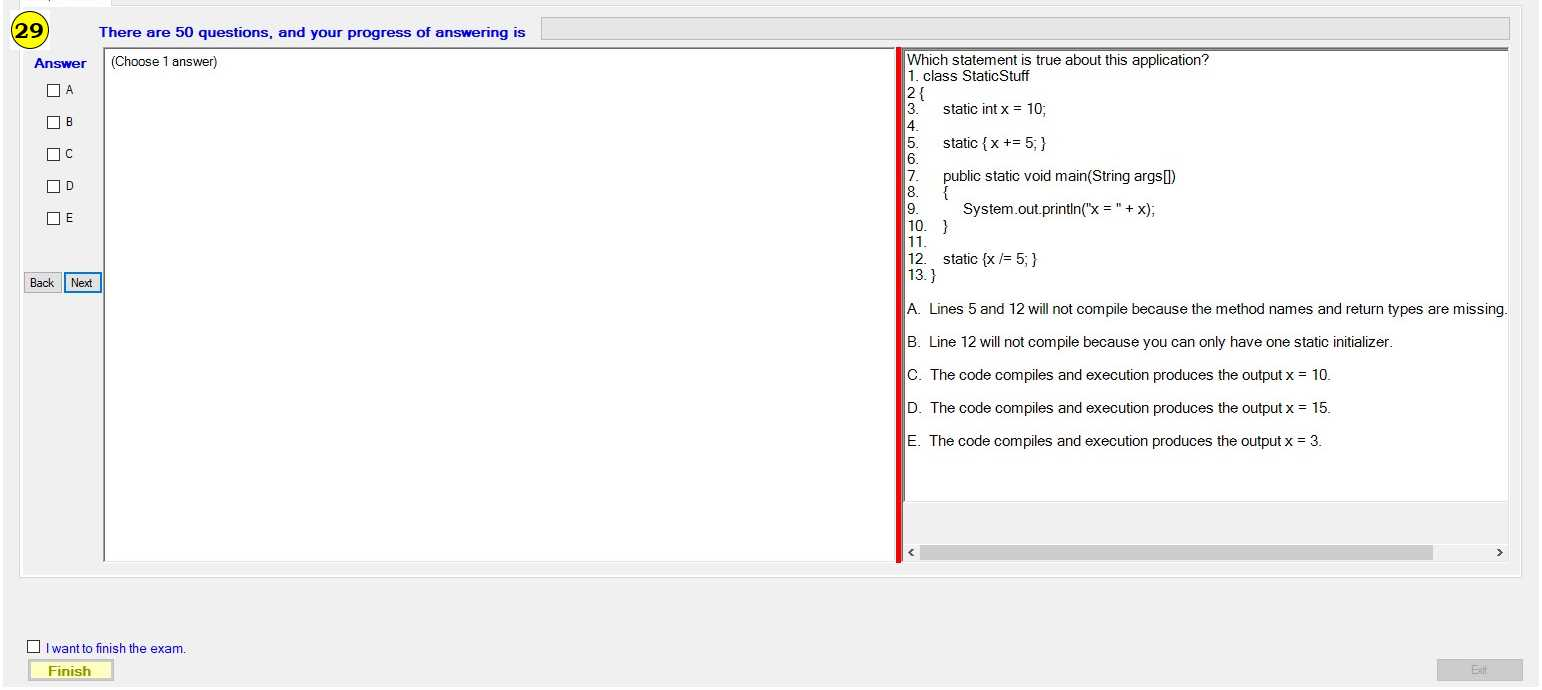 29
There are 50 questions, and your progress of answering is
Answer
A
B
C
D
E
Back Next
(Choose 1 answer)
Which statement is true about this application?
1. class StaticStuff
2 {
3. static int x = 10;
4.
5. static { x += 5; }
6.
7. public static void main(String args[])
8. {
9. System.out.println("x = " + x);
10. }
11.
12. static {x /= 5; }
13. }
A. Lines 5 and 12 will not compile because the method names and return types are missing.
B. Line 12 will not compile because you can only have one static initializer.
C. The code compiles and execution produces the output x = 10.
D. The code compiles and execution produces the output x = 15.
E. The code compiles and execution produces the output x = 3.
I want to finish the exam.
Finish
Exit